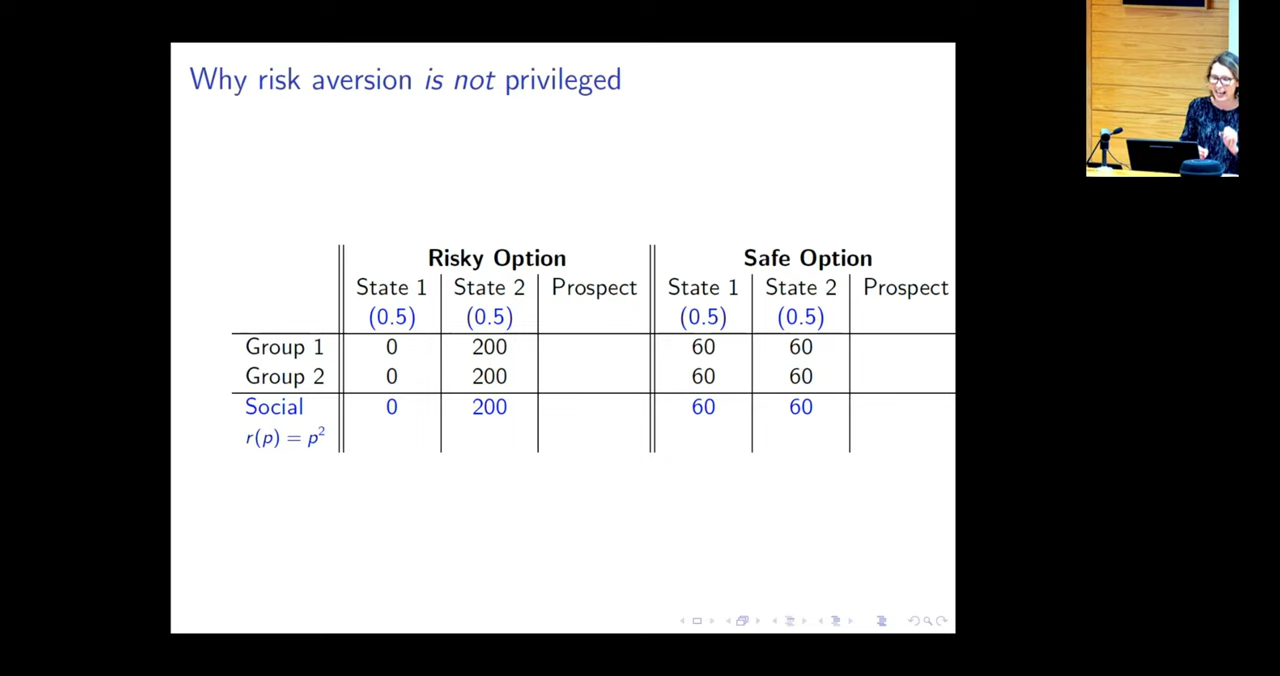 Why risk aversion is not privileged
Risky Option Safe Option
State 1 State 2 Prospect State 1 State 2 Prospect
(0.5) (0.5) (0.5) (0.5)
Group 1 0 200 60 60
Group 2 0 200 60 60
Social 0 200 60 60
r(p) = p²